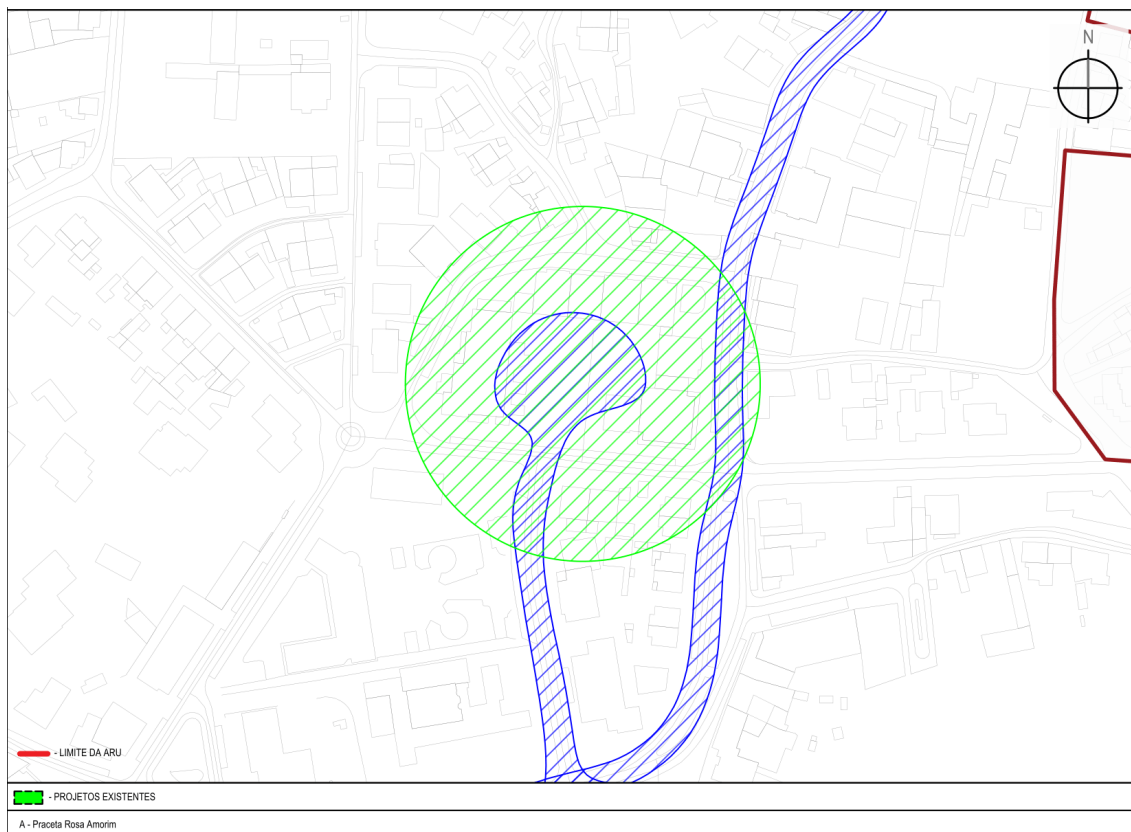 N
- LIMITE DA ARU
- PROJETOS EXISTENTES
A - Praceta Rosa Amorim